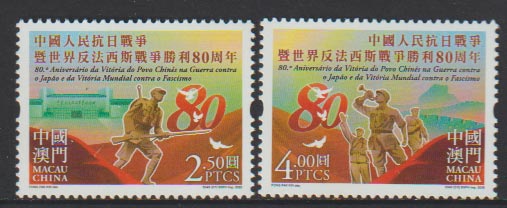 中國人民抗日戰爭
暨世界反法西斯戰爭勝利80周年
80.º Aniversário da Vitória do Povo Chinês na Guerra contra
o Japão e da Vitória Mundial contra o Fascismo
80
中國
澳門
MACAU
CHINA
2.50圓
PTCS
中國人民抗日戰爭
暨世界反法西斯戰爭勝利80周年
80.º Aniversário da Vitória do Povo Chinês na Guerra contra
o Japão e da Vitória Mundial contra o Fascismo
80
4.00圓
PTCS
中國
澳門
MACAU
CHINA